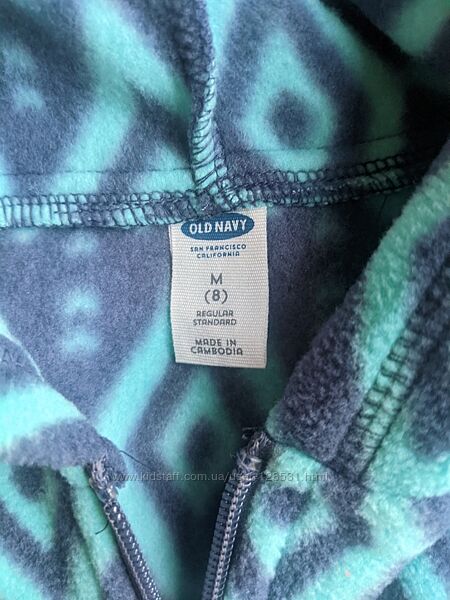 OLD NAVY
SAN FRANCISCO
CALIFORNIA
M
(8)
REGULAR
STANDARD
MADE IN
CAMBODIA